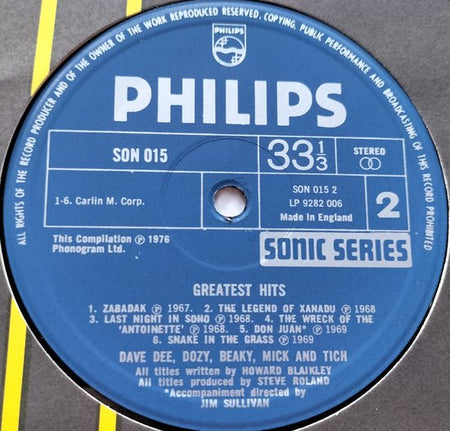 ALL RIGHTS OF THE RECORD PRODUCER AND OF THE OWNER OF THE WORK REPRODUCED RESERVED. COPYING, PUBLIC PERFORMANCE AND BROADCASTING OF THIS RECORD PROHIBITED
PHILIPS
PHILIPS
SON 015
33 1/3
STEREO
1-6. Carlin M. Corp.
SON 015 2
LP 9282 006
Made in England
2
This Compilation Ⓟ 1976
Phonogram Ltd.
SONIC SERIES
GREATEST HITS
1. ZABADAK Ⓟ 1967. 2. THE LEGEND OF XANADU Ⓟ 1968
3. LAST NIGHT IN SOHO Ⓟ 1968. 4. THE WRECK OF THE
'ANTOINETTE' Ⓟ 1968. 5. DON JUAN* Ⓟ 1969
6. SNAKE IN THE GRASS Ⓟ 1969
DAVE DEE, DOZY, BEAKY, MICK AND TICH
All titles written by HOWARD BLAIKLEY
All titles produced by STEVE ROLAND
*Accompaniment directed by
JIM SULLIVAN